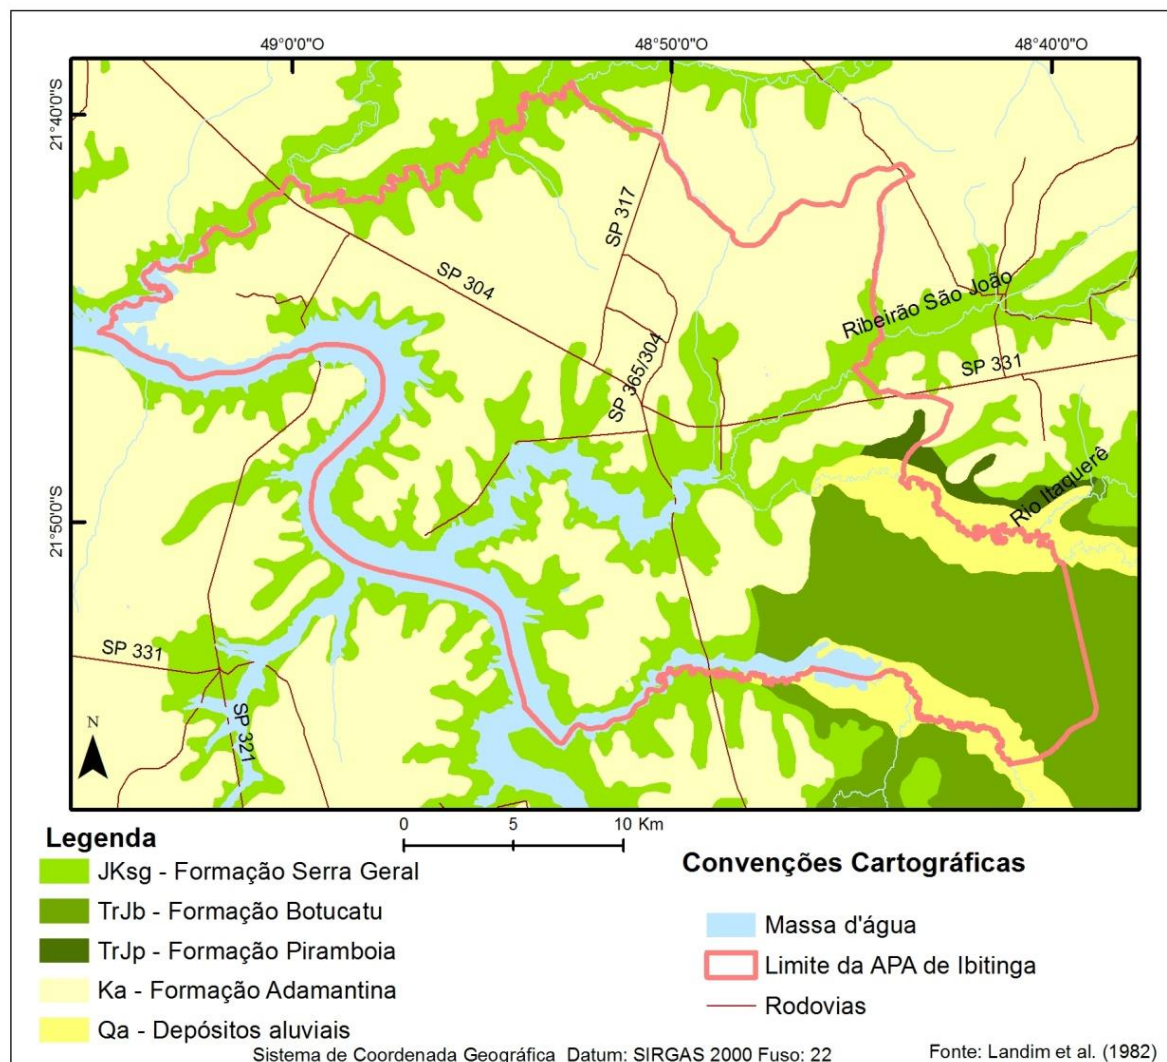 49°0'0"O
48°50'0"O
48°40'0"O
21°40'0"S
SP 317
SP 304
Ribeirão São João
SP 365/304
SP 331
21°50'0"S
Rio Itaquerê
SP 331
SP 321
N
0 5 10 Km
Legenda
JKsg - Formação Serra Geral
TrJb - Formação Botucatu
TrJp - Formação Piramboia
Ka - Formação Adamantina
Qa - Depósitos aluviais
Convenções Cartográficas
Massa d'água
Limite da APA de Ibitinga
Rodovias
Sistema de Coordenada Geográfica Datum: SIRGAS 2000 Fuso: 22
Fonte: Landim et al. (1982)